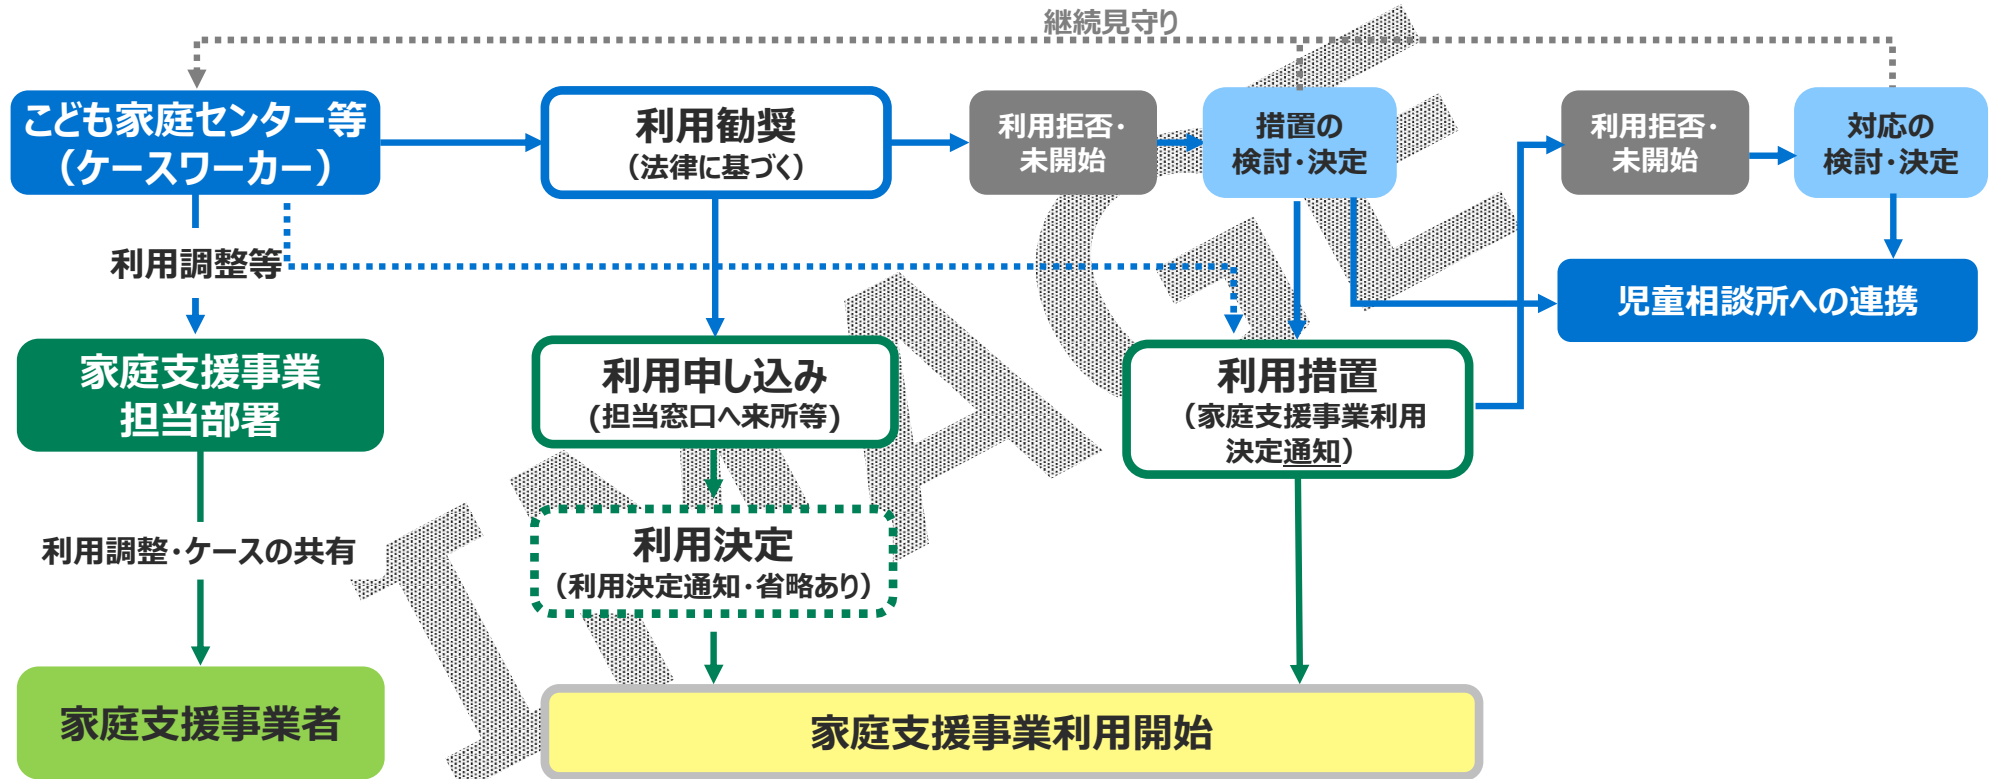 継続見守り
こども家庭センター等
（ケースワーカー）
利用勧奨
（法律に基づく）
利用拒否・
未開始
措置の
検討・決定
利用拒否・
未開始
対応の
検討・決定
利用調整等
児童相談所への連携
家庭支援事業
担当部署
利用申し込み
(担当窓口へ来所等)
利用措置
（家庭支援事業利用
決定通知）
利用調整・ケースの共有
利用決定
（利用決定通知・省略あり）
家庭支援事業者
家庭支援事業利用開始
IMAGE